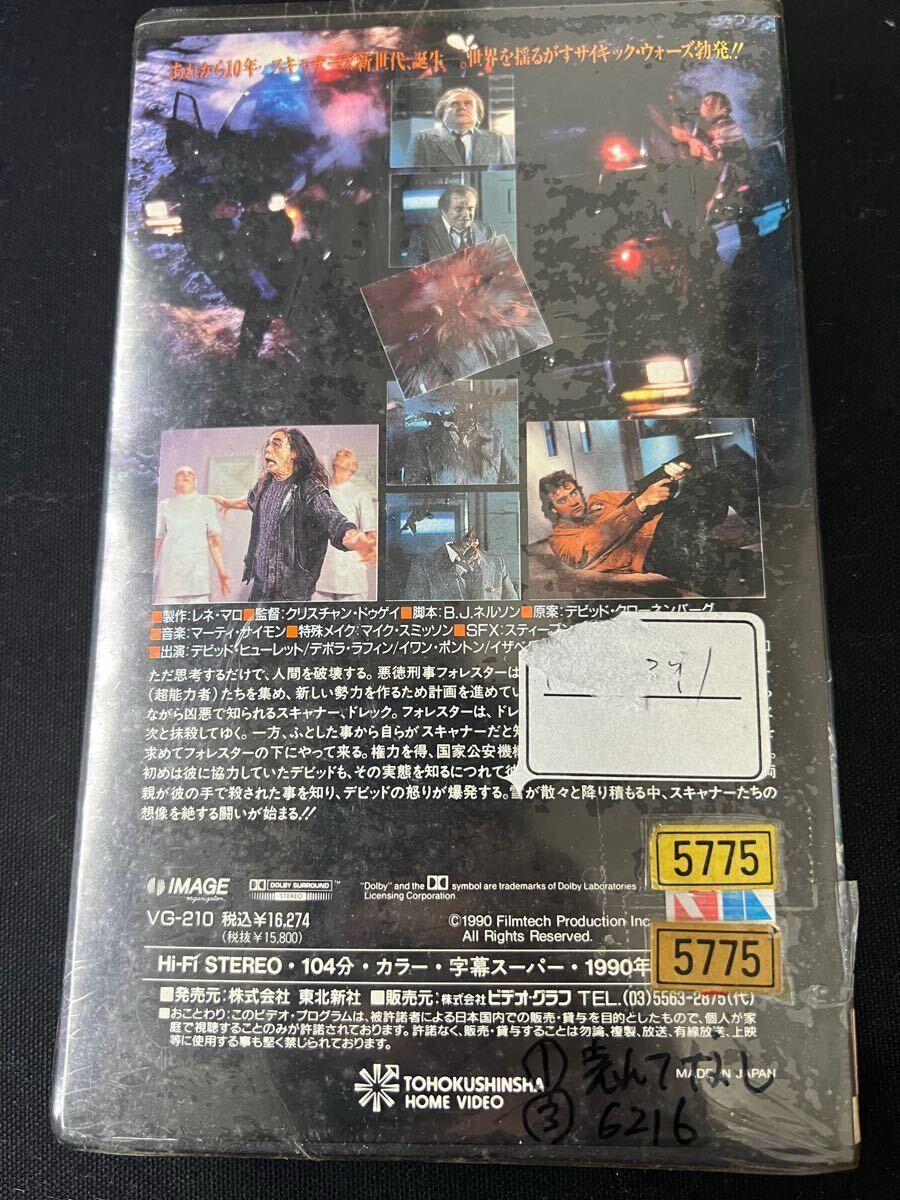 あれから10年―スキャナーズ新世代、誕生―。世界を揺るがすサイキック・ウォーズ勃発!!
■製作：レネ・マロ■監督：クリスチャン・ドゥゲイ■脚本：B.J.ネルソン■原案：デビッド・クローネンバーグ
■音楽：マーティ・サイモン■特殊メイク：マイク・スミッソン■SFX：スティーブ
■出演：デビッド・ヒューレット/デボラ・ラフィン/イワン・ポントン/イザベ
ただ思考するだけで、人間を破壊する。悪徳刑事フォレスターは
(超能力者)たちを集め、新しい勢力を作るため計画を進めてい
ながら凶悪で知られるスキャナー、ドレック。フォレスターは、ドレ
次と抹殺してゆく。一方、ふとした事から自らがスキャナーだと知
求めてフォレスターの下にやって来る。権力を得、国家公安機
初めは彼に協力していたデビッドも、その実態を知るにつれて彼
親が彼の手で殺された事を知り、デビッドの怒りが爆発する。雪が散々と降り積もる中、スキャナーたちの
想像を絶する闘いが始まる!!
5775
IMAGE
organization
DOLBY SURROUND
STEREO
™
"Dolby" and the DD symbol are trademarks of Dolby Laboratories
Licensing Corporation.
VG-210 税込¥16,274
(税抜¥15,800)
©1990 Filmtech Production Inc
All Rights Reserved.
5775
Hi-Fi STEREO・104分・カラー・字幕スーパー・1990年
■発売元：株式会社 東北新社 ■販売元：株式会社ビデオ・グラフ TEL.(03)5563-2875(代)
■おことわり：このビデオ・プログラムは、被許諾者による日本国内での販売・貸与を目的としたもので、個人が家
庭で視聴することのみが許諾されております。許諾なく、販売・貸与することは勿論、複製、放送、有線放送、上映
等に使用する事も堅く禁じられております。
MADE IN JAPAN
TOHOKUSHINSHA
HOME VIDEO
① 売れてなし
③ 6216